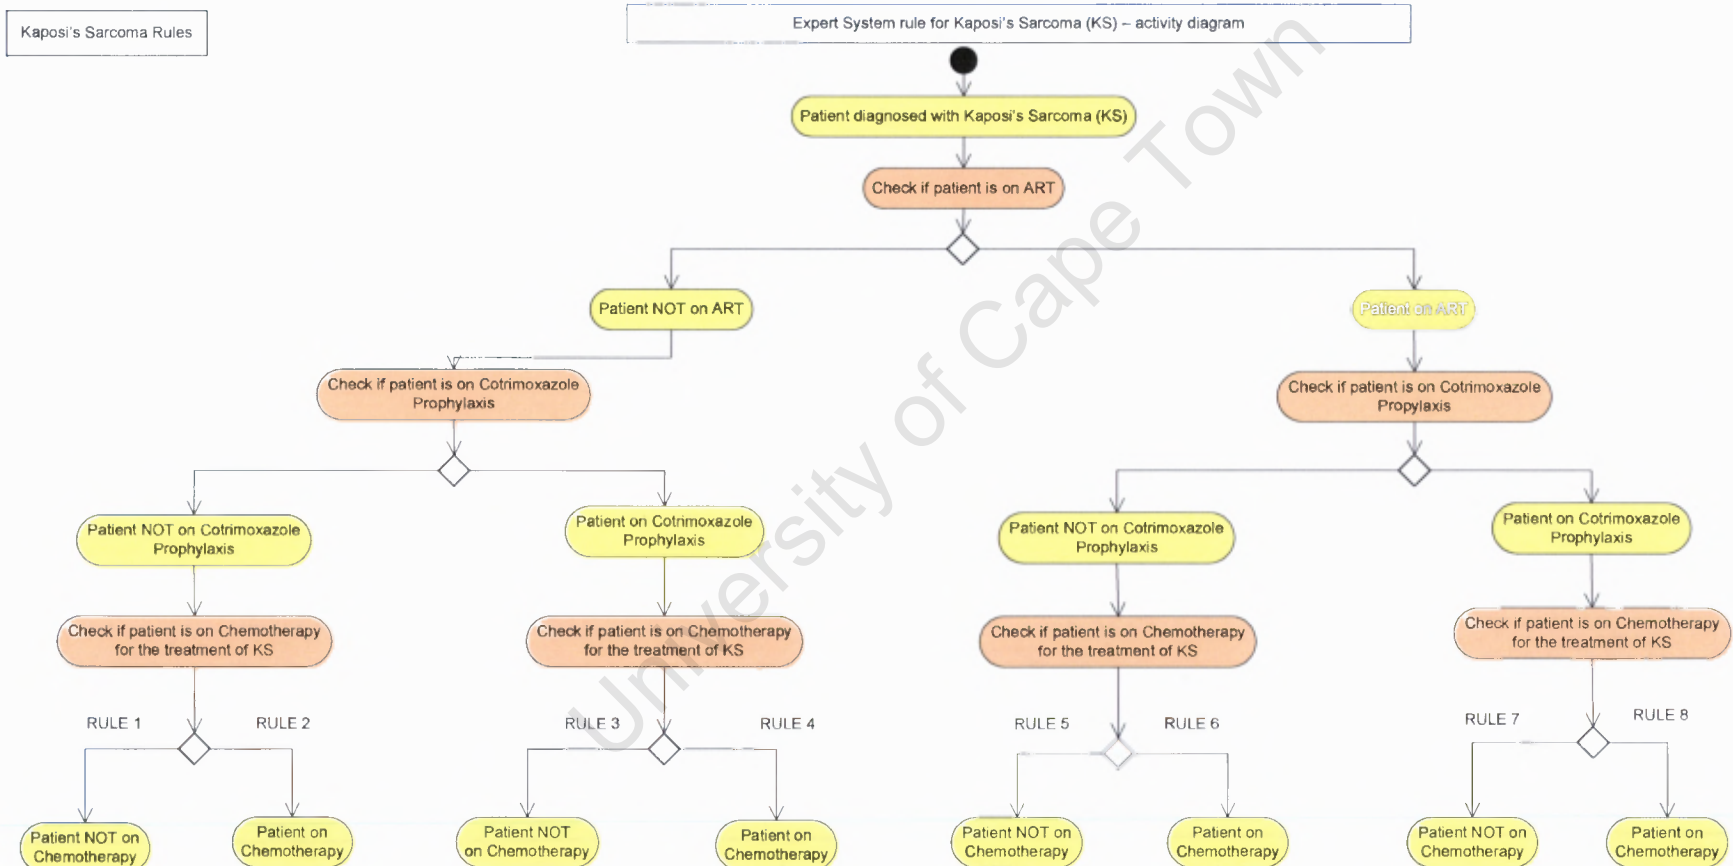 Kaposi's Sarcoma Rules
Expert System rule for Kaposi's Sarcoma (KS) – activity diagram
Patient diagnosed with Kaposi's Sarcoma (KS)
Check if patient is on ART
Patient NOT on ART
Patient on ART
Check if patient is on Cotrimoxazole
Prophylaxis
Check if patient is on Cotrimoxazole
Propylaxis
Patient NOT on Cotrimoxazole
Prophylaxis
Patient on Cotrimoxazole
Prophylaxis
Patient NOT on Cotrimoxazole
Prophylaxis
Patient on Cotrimoxazole
Prophylaxis
Check if patient is on Chemotherapy
for the treatment of KS
Check if patient is on Chemotherapy
for the treatment of KS
Check if patient is on Chemotherapy
for the treatment of KS
Check if patient is on Chemotherapy
for the treatment of KS
RULE 1
RULE 2
RULE 3
RULE 4
RULE 5
RULE 6
RULE 7
RULE 8
Patient NOT on
Chemotherapy
Patient on
Chemotherapy
Patient NOT
on Chemotherapy
Patient on
Chemotherapy
Patient NOT on
Chemotherapy
Patient on
Chemotherapy
Patient NOT on
Chemotherapy
Patient on
Chemotherapy
University of Cape Town